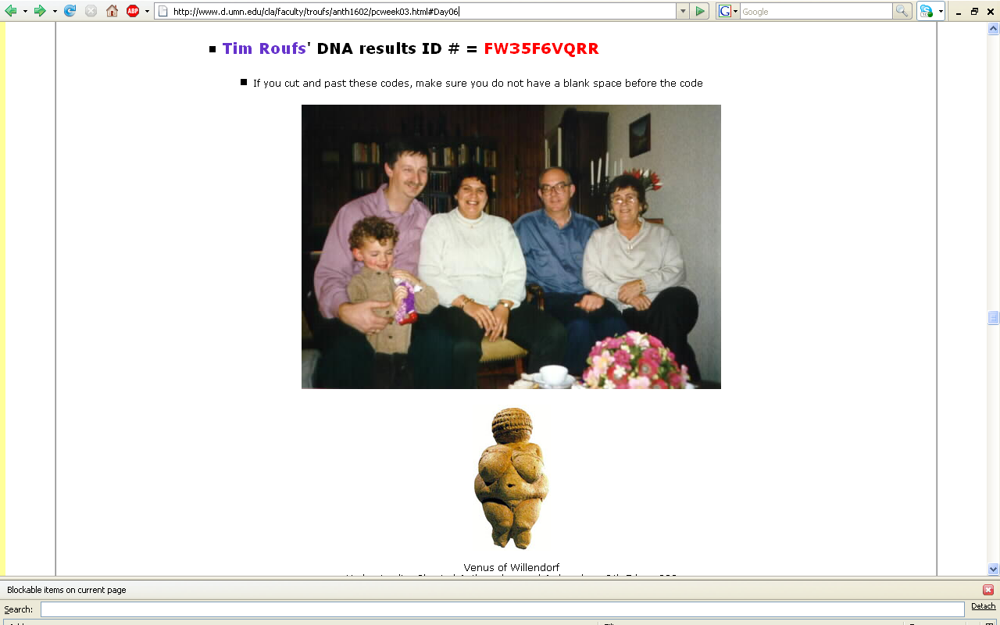 http://www.d.umn.edu/cla/faculty/troufs/anth1602/pcweek03.html#Day06
Google
ABP
G
Tim Roufs' DNA results ID # = FW35F6VQRR
If you cut and past these codes, make sure you do not have a blank space before the code
Venus of Willendorf
Blockable items on current page
Search:
Detach